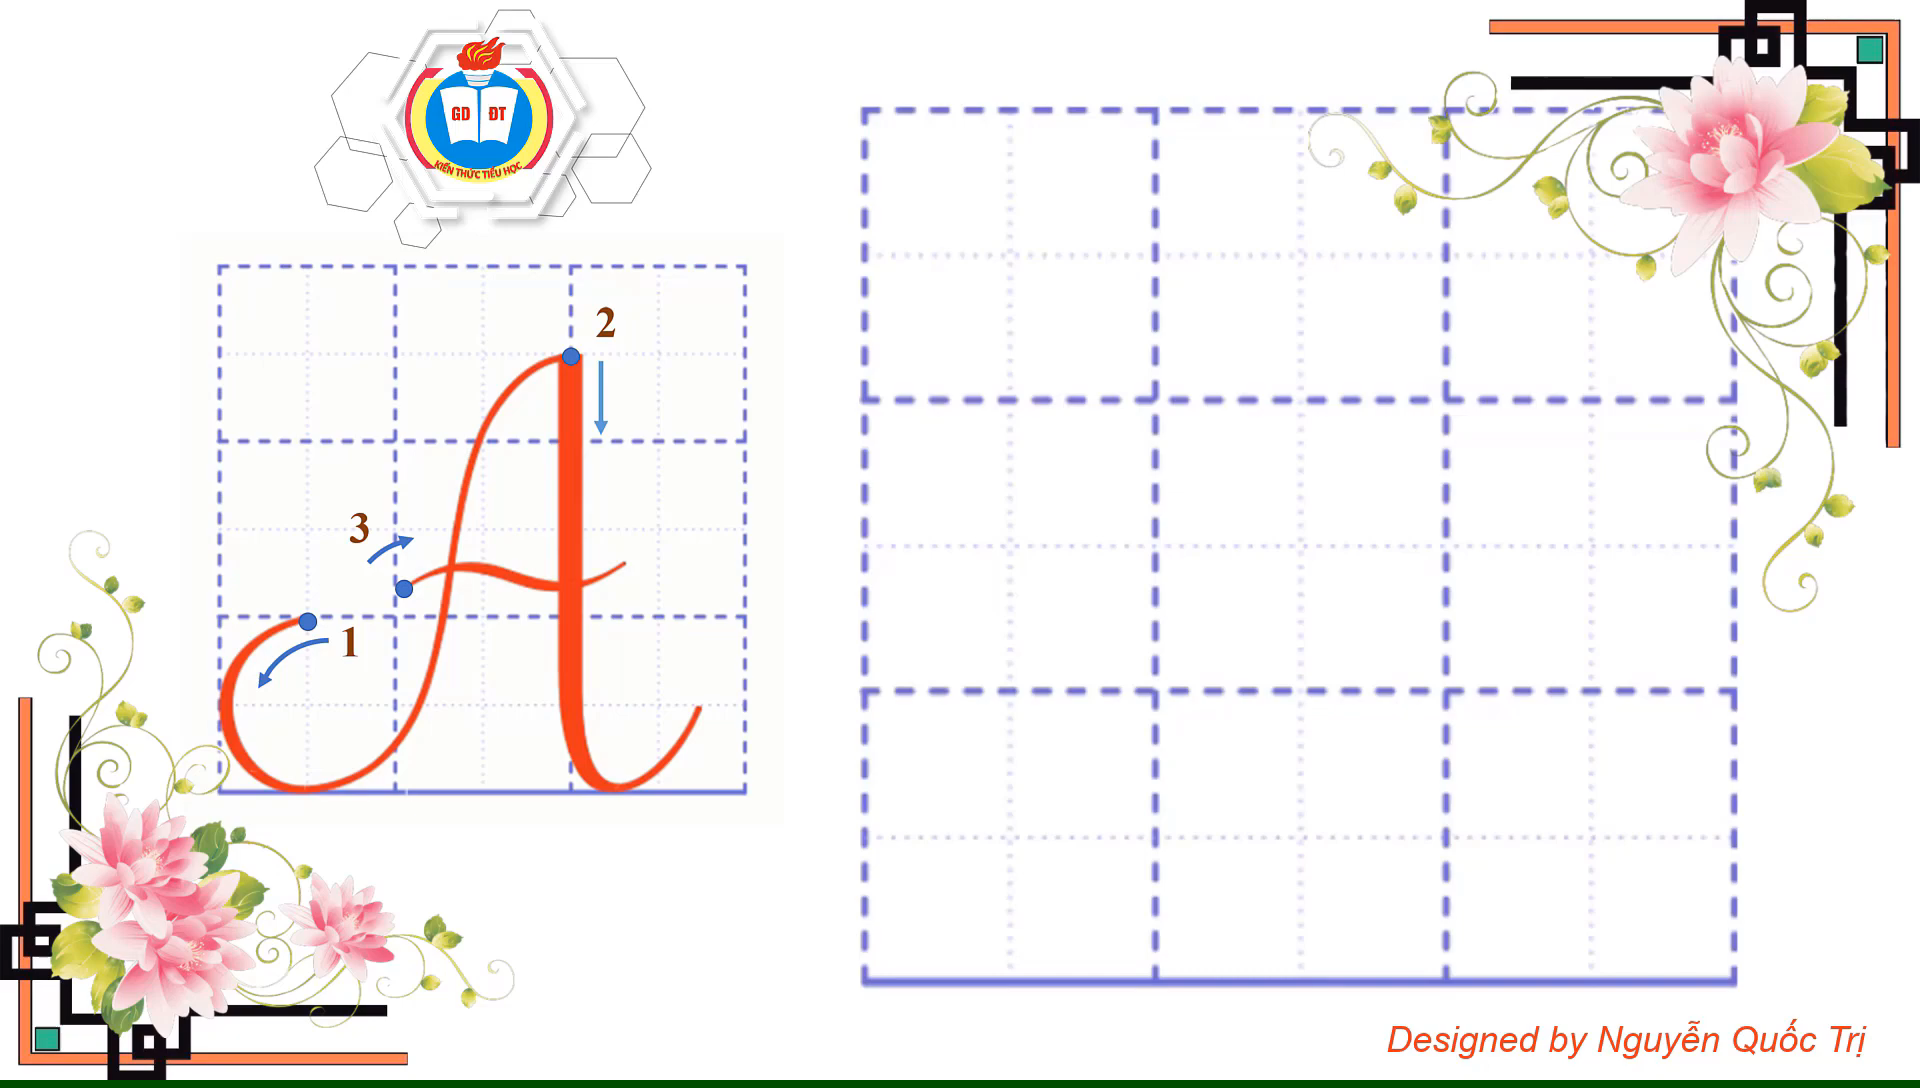 GD ĐT
KIẾN THỨC TIỂU HỌC
2
3
1
A
Designed by Nguyễn Quốc Trị